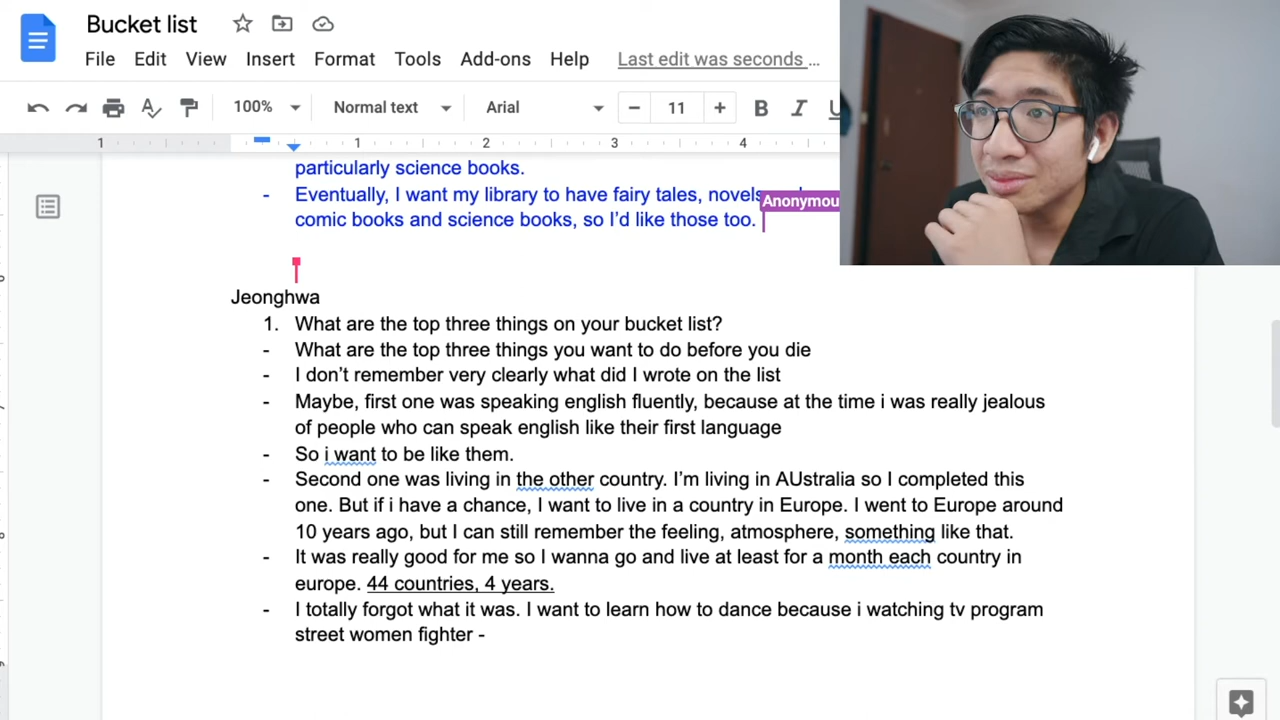 Bucket list
File Edit View Insert Format Tools Add-ons Help Last edit was seconds ...
100% Normal text Arial 11 B I U
1 1 2 3 4
particularly science books.
- Eventually, I want my library to have fairy tales, novels
Anonymou
comic books and science books, so I'd like those too.
Jeonghwa
1. What are the top three things on your bucket list?
- What are the top three things you want to do before you die
- I don't remember very clearly what did I wrote on the list
- Maybe, first one was speaking english fluently, because at the time i was really jealous
of people who can speak english like their first language
- So i want to be like them.
- Second one was living in the other country. I'm living in AUstralia so I completed this
one. But if i have a chance, I want to live in a country in Europe. I went to Europe around
10 years ago, but I can still remember the feeling, atmosphere, something like that.
- It was really good for me so I wanna go and live at least for a month each country in
europe. 44 countries, 4 years.
- I totally forgot what it was. I want to learn how to dance because i watching tv program
street women fighter -